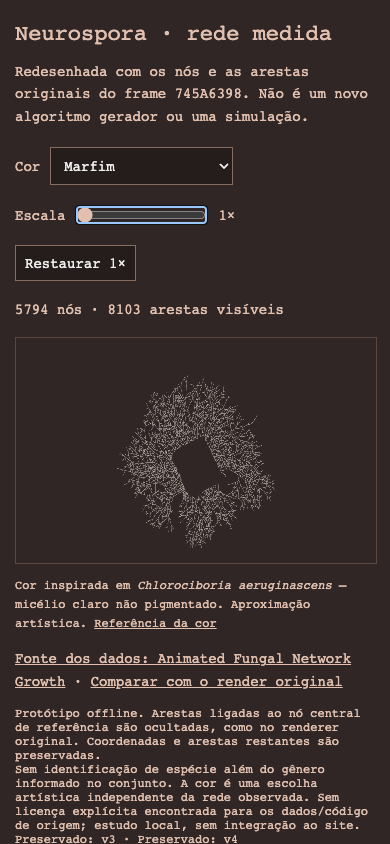 Neurospora · rede medida
Redesenhada com os nós e as arestas
originais do frame 745A6398. Não é um novo
algoritmo gerador ou uma simulação.
Cor Marfim
Escala 1×
Restaurar 1×
5794 nós · 8103 arestas visíveis
Cor inspirada em Chlorociboria aeruginascens —
micélio claro não pigmentado. Aproximação
artística. Referência da cor
Fonte dos dados: Animated Fungal Network
Growth · Comparar com o render original
Protótipo offline. Arestas ligadas ao nó central
de referência são ocultadas, como no renderer
original. Coordenadas e arestas restantes são
preservadas.
Sem identificação de espécie além do gênero
informado no conjunto. A cor é uma escolha
artística independente da rede observada. Sem
licença explícita encontrada para os dados/código
de origem; estudo local, sem integração ao site.
Preservado: v3 · Preservado: v4